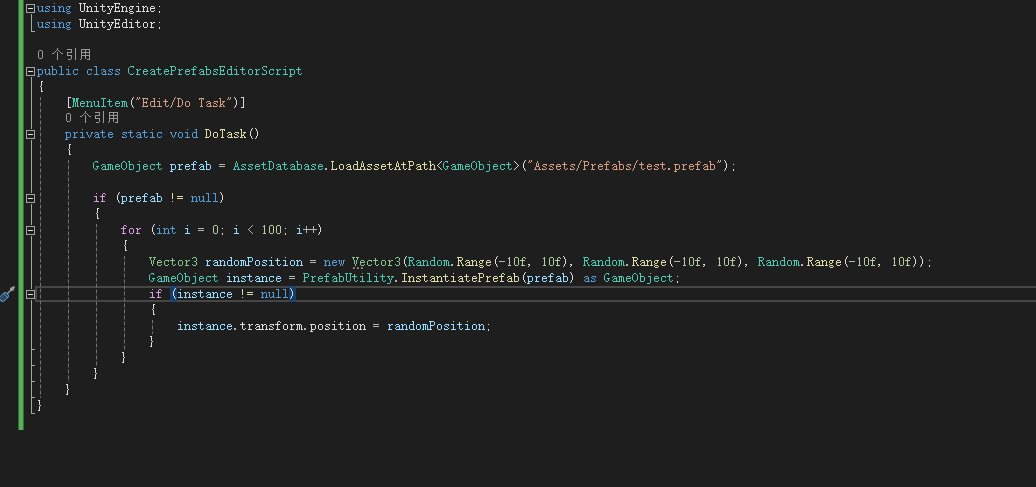 using UnityEngine;
using UnityEditor;
0 个引用
public class CreatePrefabsEditorScript
{
[MenuItem("Edit/Do Task")]
0 个引用
private static void DoTask()
{
GameObject prefab = AssetDatabase.LoadAssetAtPath<GameObject>("Assets/Prefabs/test.prefab");
if (prefab != null)
{
for (int i = 0; i < 100; i++)
{
Vector3 randomPosition = new Vector3(Random.Range(-10f, 10f), Random.Range(-10f, 10f), Random.Range(-10f, 10f));
GameObject instance = PrefabUtility.InstantiatePrefab(prefab) as GameObject;
if (instance != null)
{
instance.transform.position = randomPosition;
}
}
}
}
}